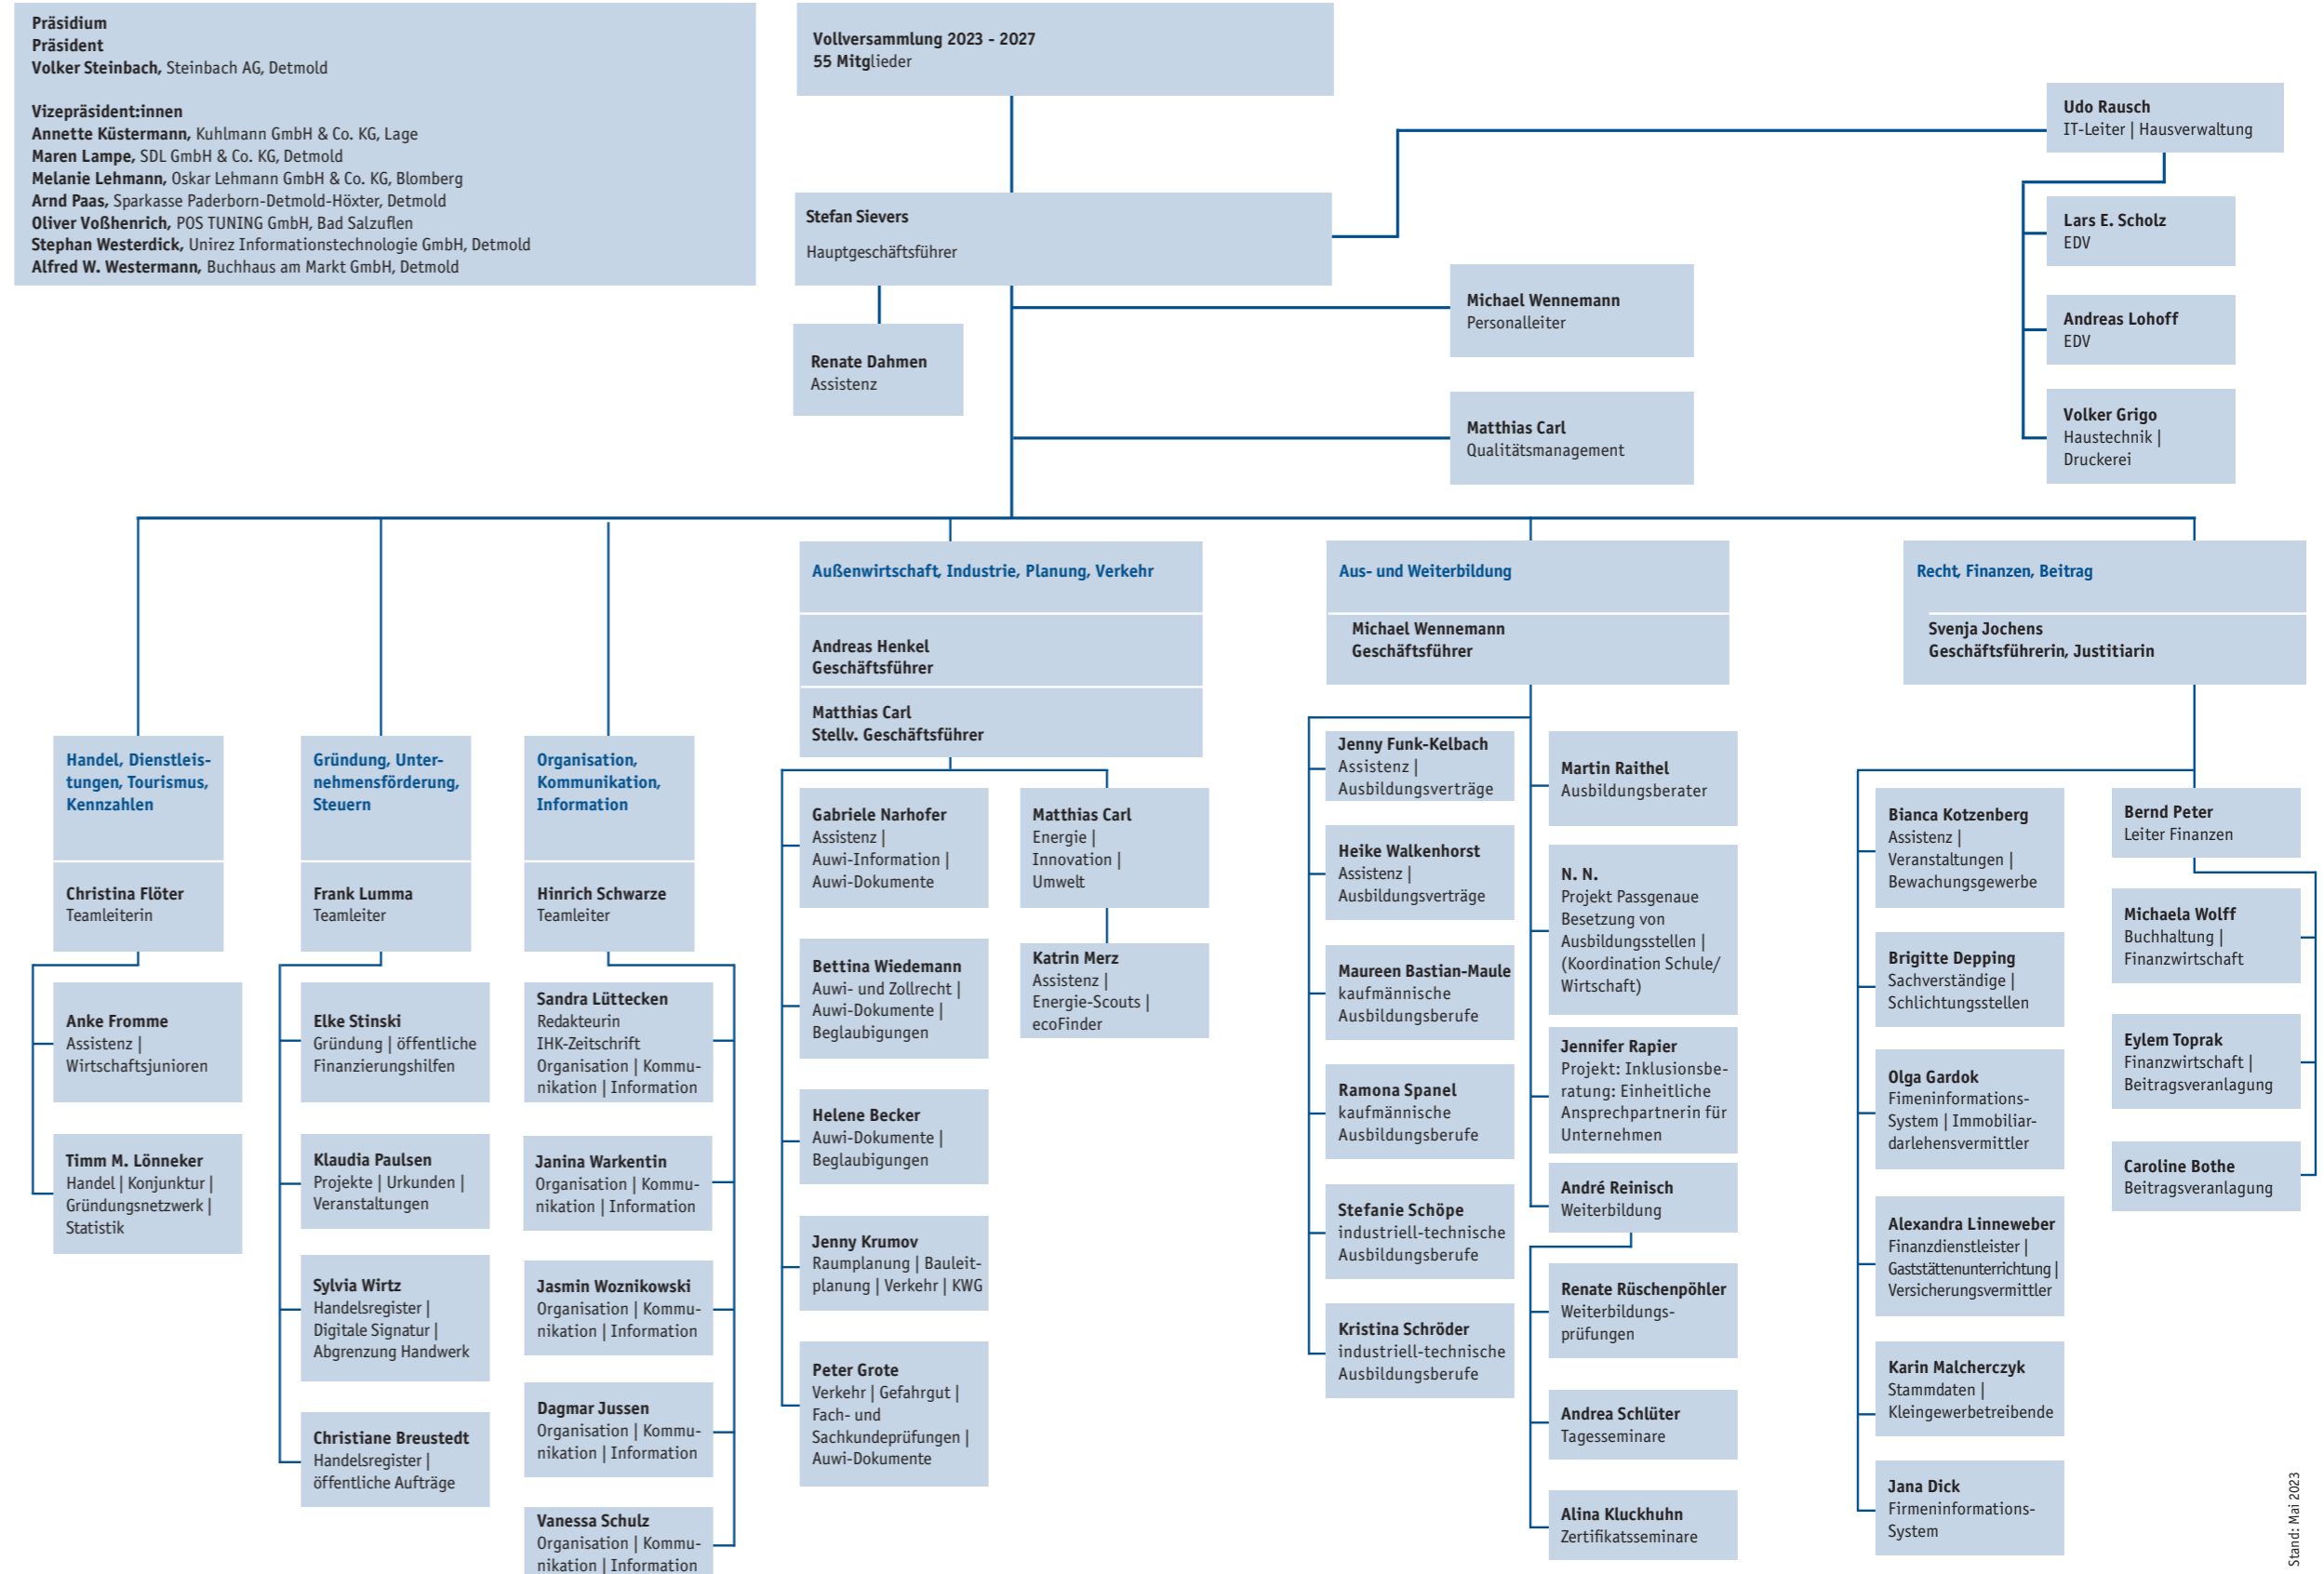 Präsidium
Präsident
Volker Steinbach, Steinbach AG, Detmold
Vizepräsident:innen
Annette Küstermann, Kuhlmann GmbH & Co. KG, Lage
Maren Lampe, SDL GmbH & Co. KG, Detmold
Melanie Lehmann, Oskar Lehmann GmbH & Co. KG, Blomberg
Arnd Paas, Sparkasse Paderborn-Detmold-Höxter, Detmold
Oliver Voßhenrich, POS TUNING GmbH, Bad Salzuflen
Stephan Westerdick, Unirez Informationstechnologie GmbH, Detmold
Alfred W. Westermann, Buchhaus am Markt GmbH, Detmold
Vollversammlung 2023 - 2027
55 Mitglieder
Stefan Sievers
Hauptgeschäftsführer
Renate Dahmen
Assistenz
Michael Wennemann
Personalleiter
Matthias Carl
Qualitätsmanagement
Udo Rausch
IT-Leiter | Hausverwaltung
Lars E. Scholz
EDV
Andreas Lohoff
EDV
Volker Grigo
Haustechnik |
Druckerei
Handel, Dienstleis-
tungen, Tourismus,
Kennzahlen
Christina Flöter
Teamleiterin
Anke Fromme
Assistenz |
Wirtschaftsjunioren
Timm M. Lönneker
Handel | Konjunktur |
Gründungsnetzwerk |
Statistik
Gründung, Unter-
nehmensförderung,
Steuern
Frank Lumma
Teamleiter
Elke Stinski
Gründung | öffentliche
Finanzierungshilfen
Klaudia Paulsen
Projekte | Urkunden |
Veranstaltungen
Sylvia Wirtz
Handelsregister |
Digitale Signatur |
Abgrenzung Handwerk
Christiane Breustedt
Handelsregister |
öffentliche Aufträge
Organisation,
Kommunikation,
Information
Hinrich Schwarze
Teamleiter
Sandra Lüttecken
Redakteurin
IHK-Zeitschrift
Organisation | Kommu-
nikation | Information
Janina Warkentin
Organisation | Kommu-
nikation | Information
Jasmin Woznikowski
Organisation | Kommu-
nikation | Information
Dagmar Jussen
Organisation | Kommu-
nikation | Information
Vanessa Schulz
Organisation | Kommu-
nikation | Information
Außenwirtschaft, Industrie, Planung, Verkehr
Andreas Henkel
Geschäftsführer
Matthias Carl
Stellv. Geschäftsführer
Gabriele Narhofer
Assistenz |
Auwi-Information |
Auwi-Dokumente
Bettina Wiedemann
Auwi- und Zollrecht |
Auwi-Dokumente |
Beglaubigungen
Helene Becker
Auwi-Dokumente |
Beglaubigungen
Jenny Krumov
Raumplanung | Bauleit-
planung | Verkehr | KWG
Peter Grote
Verkehr | Gefahrgut |
Fach- und
Sachkundeprüfungen |
Auwi-Dokumente
Matthias Carl
Energie |
Innovation |
Umwelt
Katrin Merz
Assistenz |
Energie-Scouts |
ecoFinder
Aus- und Weiterbildung
Michael Wennemann
Geschäftsführer
Jenny Funk-Kelbach
Assistenz |
Ausbildungsverträge
Heike Walkenhorst
Assistenz |
Ausbildungsverträge
Maureen Bastian-Maule
kaufmännische
Ausbildungsberufe
Ramona Spanel
kaufmännische
Ausbildungsberufe
Stefanie Schöpe
industriell-technische
Ausbildungsberufe
Kristina Schröder
industriell-technische
Ausbildungsberufe
Martin Raithel
Ausbildungsberater
N. N.
Projekt Passgenaue
Besetzung von
Ausbildungsstellen |
(Koordination Schule/
Wirtschaft)
Jennifer Rapier
Projekt: Inklusionsbe-
ratung: Einheitliche
Ansprechpartnerin für
Unternehmen
André Reinisch
Weiterbildung
Renate Rüschenpöhler
Weiterbildungs-
prüfungen
Andrea Schlüter
Tagesseminare
Alina Kluckhuhn
Zertifikatsseminare
Recht, Finanzen, Beitrag
Svenja Jochens
Geschäftsführerin, Justitiarin
Bianca Kotzenberg
Assistenz |
Veranstaltungen |
Bewachungsgewerbe
Brigitte Depping
Sachverständige |
Schlichtungsstellen
Olga Gardok
Fimeninformations-
System | Immobiliar-
darlehensvermittler
Alexandra Linneweber
Finanzdienstleister |
Gaststättenunterrichtung |
Versicherungsvermittler
Karin Malcherczyk
Stammdaten |
Kleingewerbetreibende
Jana Dick
Firmeninformations-
System
Bernd Peter
Leiter Finanzen
Michaela Wolff
Buchhaltung |
Finanzwirtschaft
Eylem Toprak
Finanzwirtschaft |
Beitragsveranlagung
Caroline Bothe
Beitragsveranlagung
Stand: Mai 2023